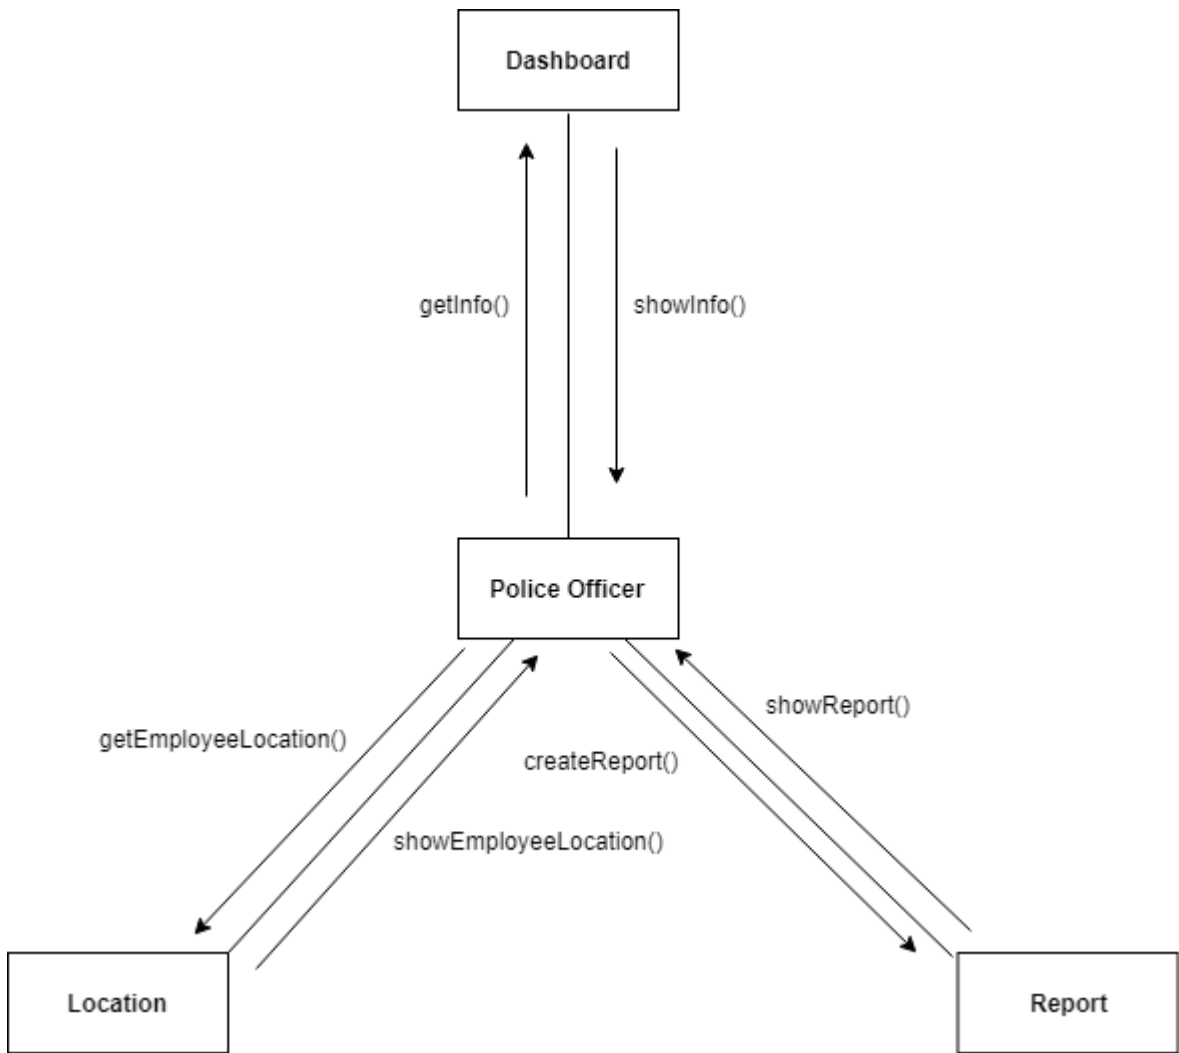 Dashboard
getInfo()
showInfo()
Police Officer
showReport()
getEmployeeLocation()
createReport()
showEmployeeLocation()
Location
Report